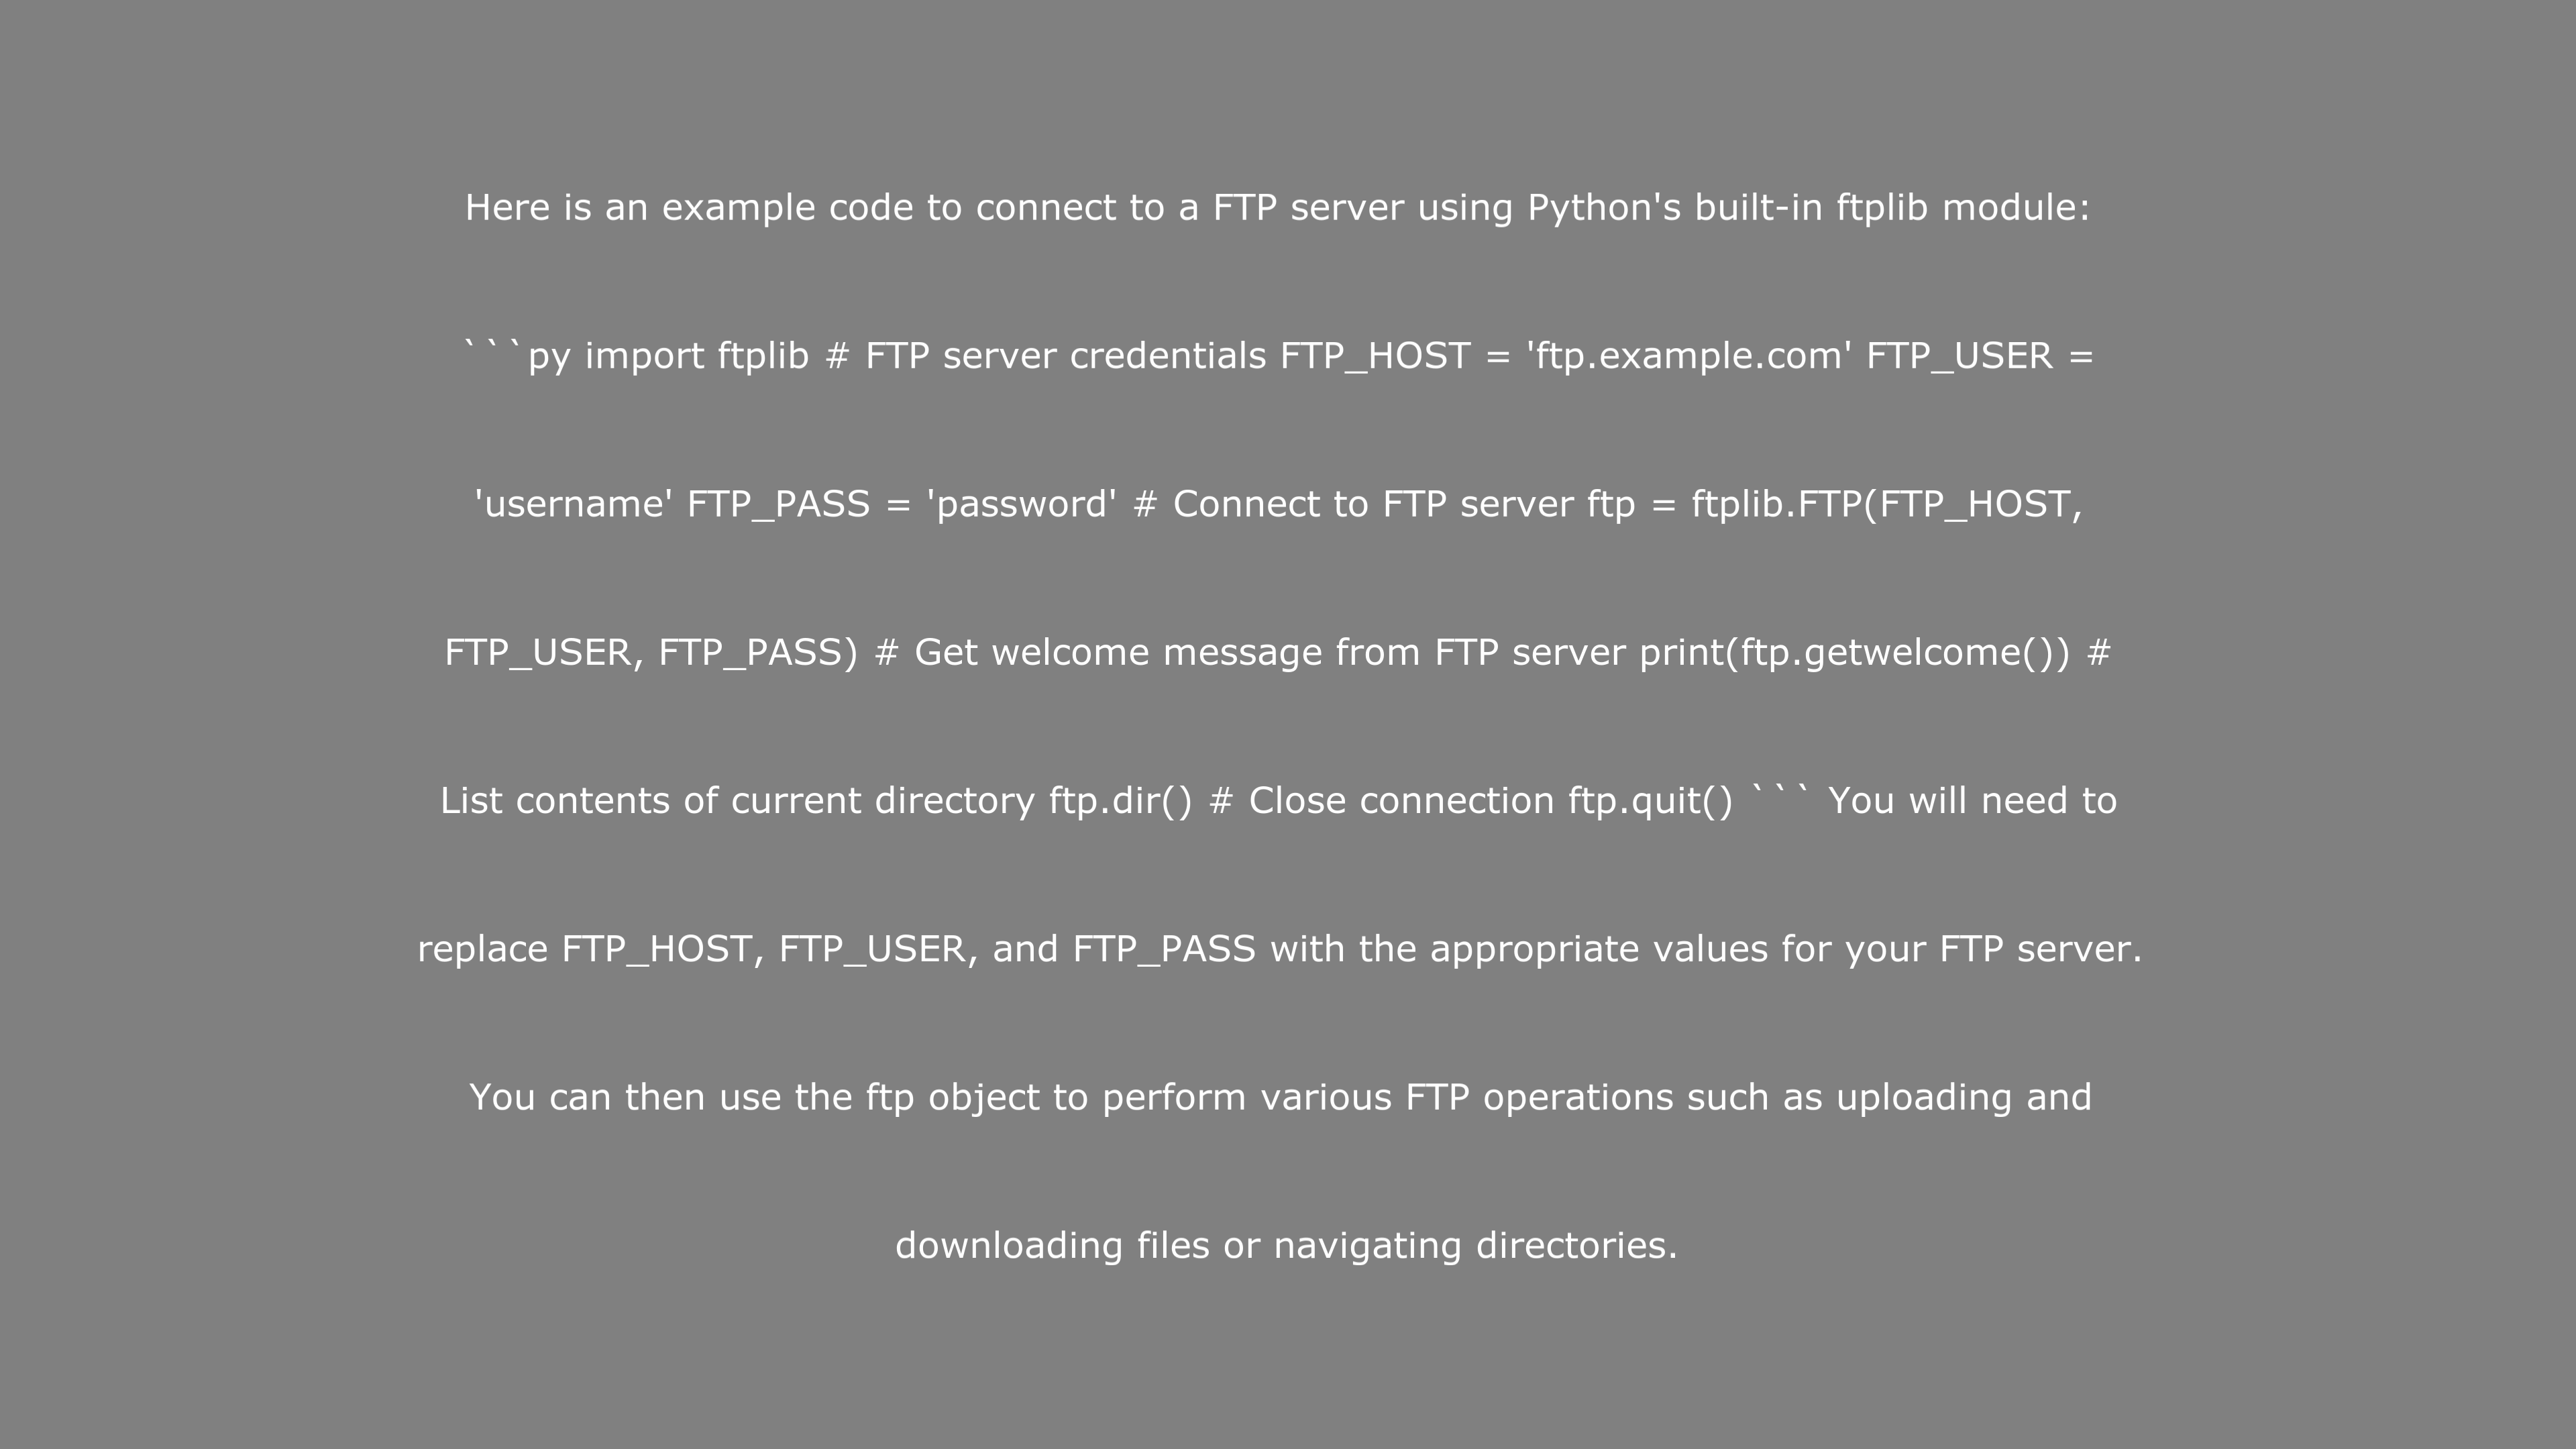 Here is an example code to connect to a FTP server using Python's built-in ftplib module:
```py import ftplib # FTP server credentials FTP_HOST = 'ftp.example.com' FTP_USER =
'username' FTP_PASS = 'password' # Connect to FTP server ftp = ftplib.FTP(FTP_HOST,
FTP_USER, FTP_PASS) # Get welcome message from FTP server print(ftp.getwelcome()) #
List contents of current directory ftp.dir() # Close connection ftp.quit() ``` You will need to
replace FTP_HOST, FTP_USER, and FTP_PASS with the appropriate values for your FTP server.
You can then use the ftp object to perform various FTP operations such as uploading and
downloading files or navigating directories.